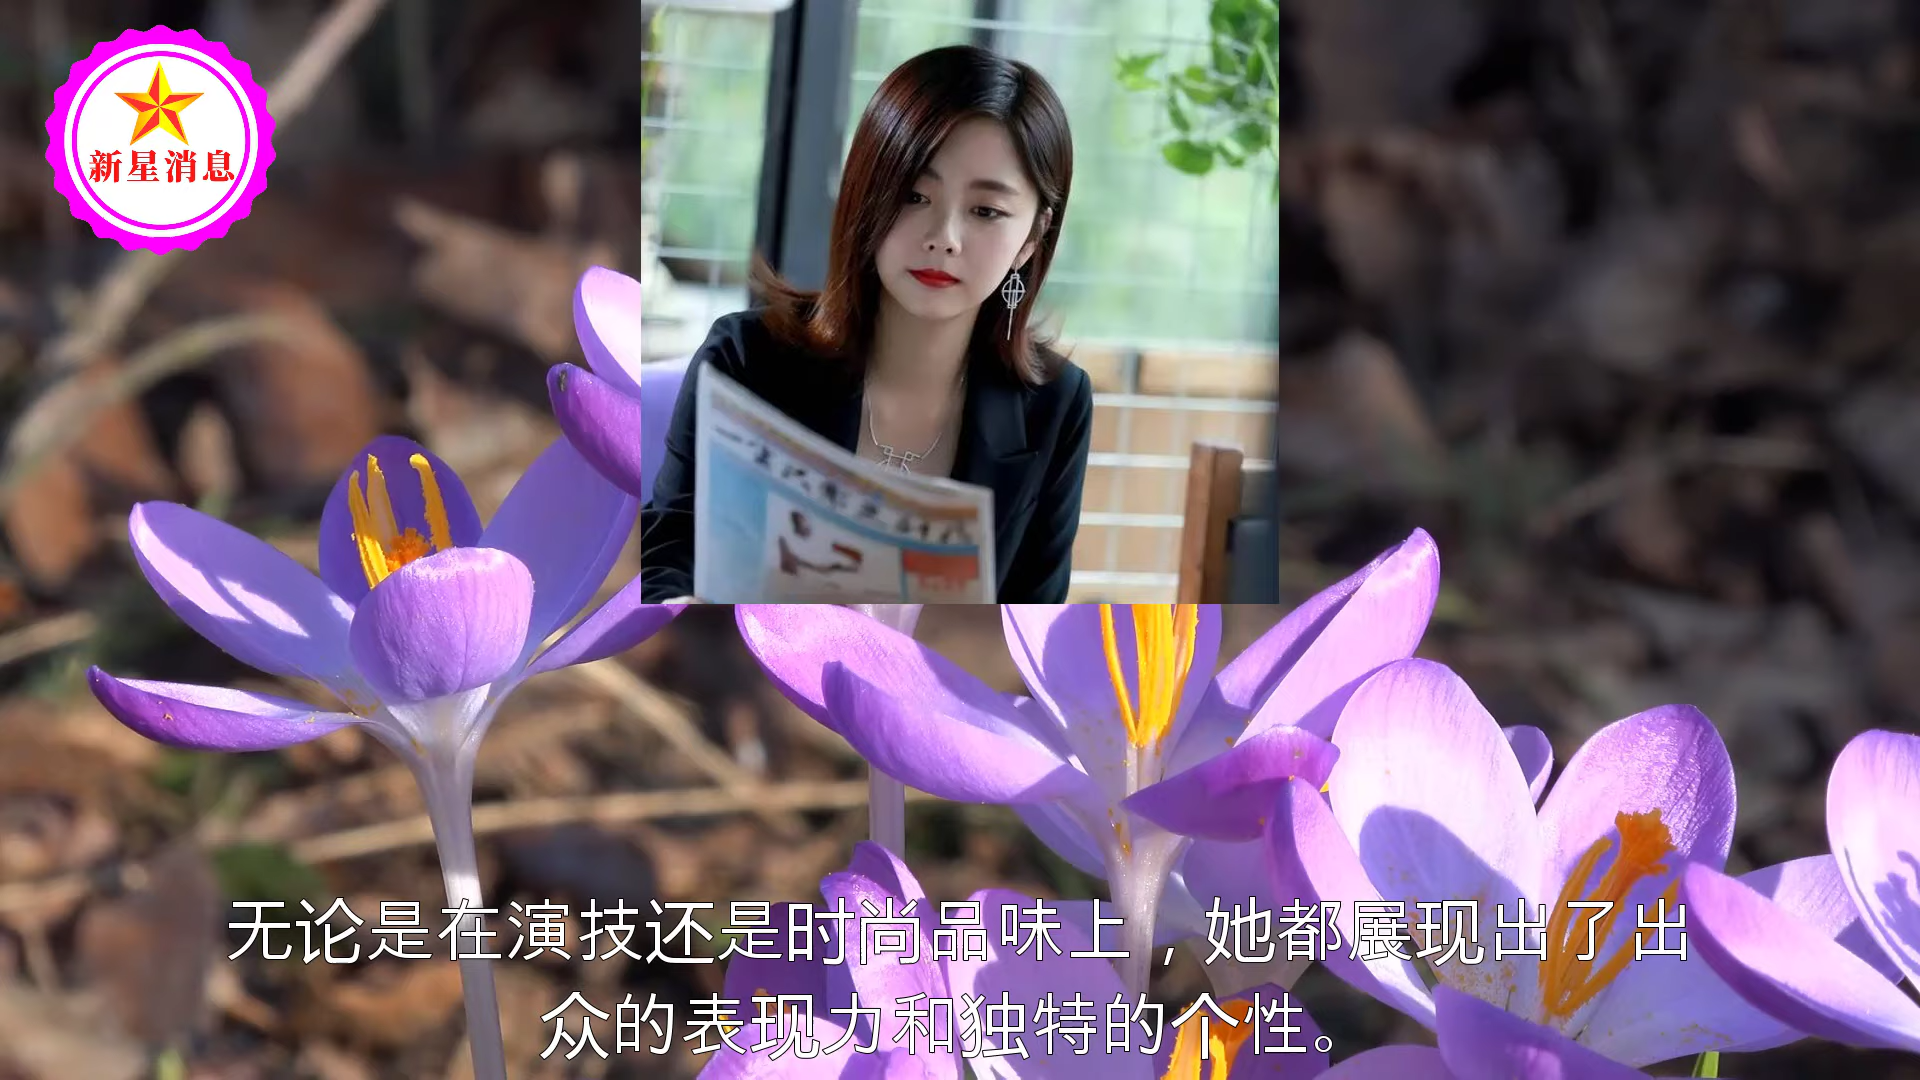 新星消息
无论是在演技还是时尚品味上，她都展现出了出
众的表现力和独特的个性。